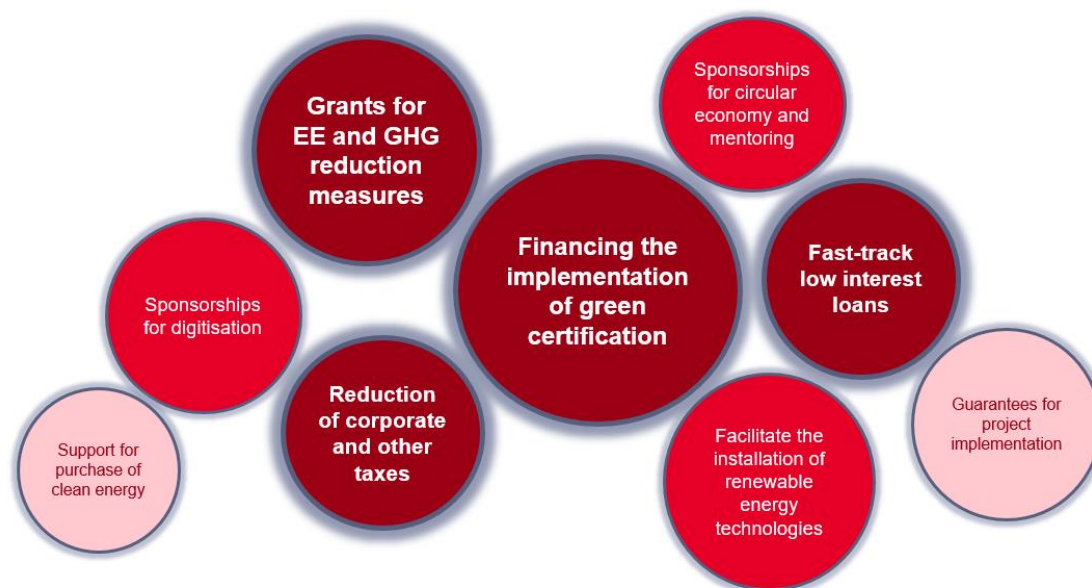 Grants for
EE and GHG
reduction
measures
Sponsorships
for circular
economy and
mentoring
Financing the
implementation
of green
certification
Fast-track
low interest
loans
Sponsorships
for digitisation
Reduction
of corporate
and other
taxes
Guarantees for
project
implementation
Support for
purchase of
clean energy
Facilitate the
installation of
renewable
energy
technologies